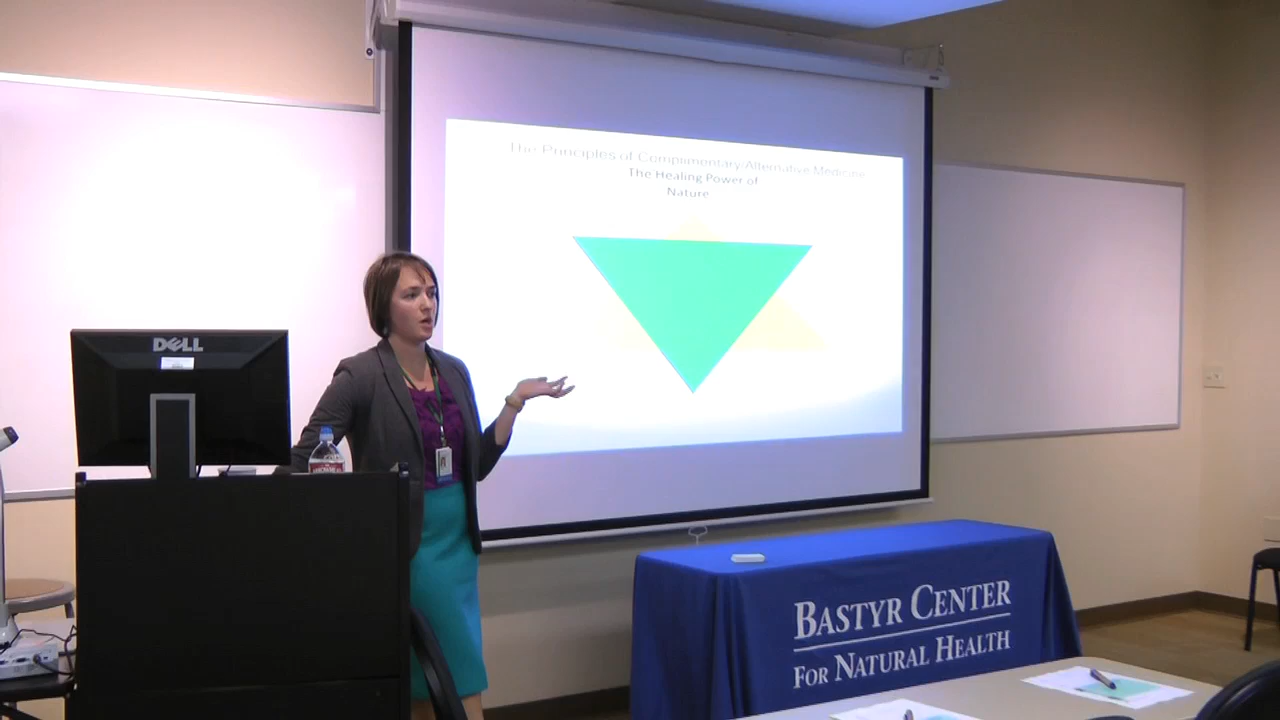 The Principles of Complimentary/Alternative Medicine
The Healing Power of
Nature
DELL
BASTYR CENTER
FOR NATURAL HEALTH